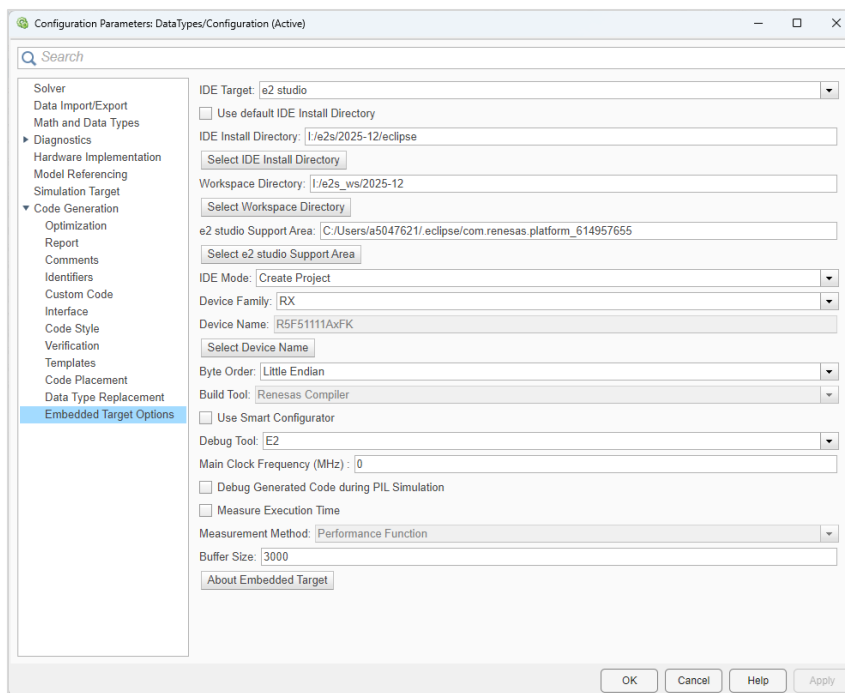 Configuration Parameters: DataTypes/Configuration (Active)
Search
Solver
Data Import/Export
Math and Data Types
Diagnostics
Hardware Implementation
Model Referencing
Simulation Target
Code Generation
Optimization
Report
Comments
Identifiers
Custom Code
Interface
Code Style
Verification
Templates
Code Placement
Data Type Replacement
Embedded Target Options
IDE Target: e2 studio
Use default IDE Install Directory
IDE Install Directory: I:/e2s/2025-12/eclipse
Select IDE Install Directory
Workspace Directory: I:/e2s_ws/2025-12
Select Workspace Directory
e2 studio Support Area: C:/Users/a5047621/.eclipse/com.renesas.platform_614957655
Select e2 studio Support Area
IDE Mode: Create Project
Device Family: RX
Device Name: R5F51111AxFK
Select Device Name
Byte Order: Little Endian
Build Tool: Renesas Compiler
Use Smart Configurator
Debug Tool: E2
Main Clock Frequency (MHz) : 0
Debug Generated Code during PIL Simulation
Measure Execution Time
Measurement Method: Performance Function
Buffer Size: 3000
About Embedded Target
OK Cancel Help Apply